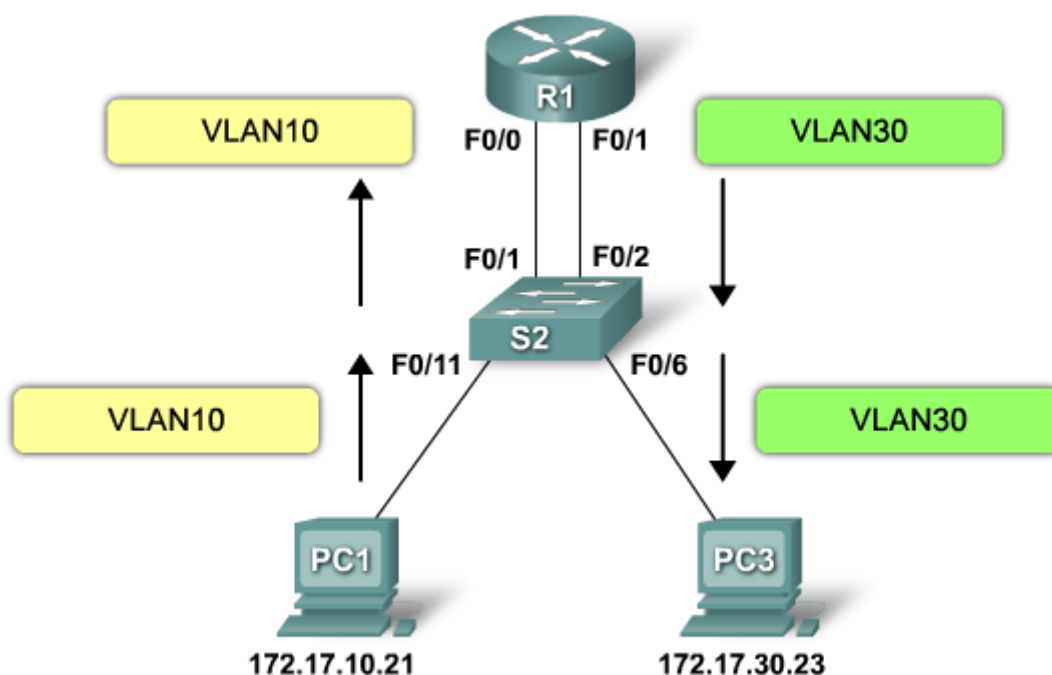 R1
VLAN10
VLAN30
F0/0
F0/1
F0/1
F0/2
S2
F0/11
F0/6
VLAN10
VLAN30
PC1
PC3
172.17.10.21
172.17.30.23